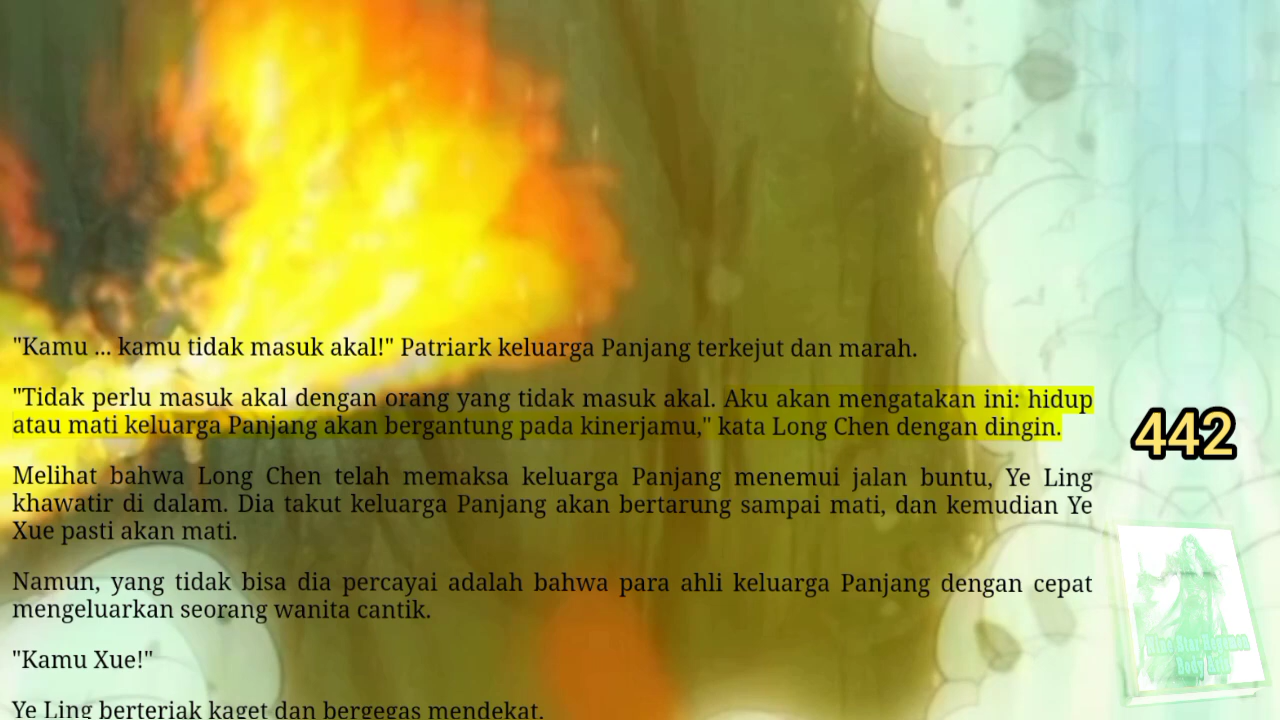 "Kamu ... kamu tidak masuk akal!" Patriark keluarga Panjang terkejut dan marah.
"Tidak perlu masuk akal dengan orang yang tidak masuk akal. Aku akan mengatakan ini: hidup
atau mati keluarga Panjang akan bergantung pada kinerjamu," kata Long Chen dengan dingin.
Melihat bahwa Long Chen telah memaksa keluarga Panjang menemui jalan buntu, Ye Ling
khawatir di dalam. Dia takut keluarga Panjang akan bertarung sampai mati, dan kemudian Ye
Xue pasti akan mati.
Namun, yang tidak bisa dia percayai adalah bahwa para ahli keluarga Panjang dengan cepat
mengeluarkan seorang wanita cantik.
"Kamu Xue!"
Ye Ling berteriak kaget dan bergegas mendekat.
442
Nine Star Hegemon
Body Arts